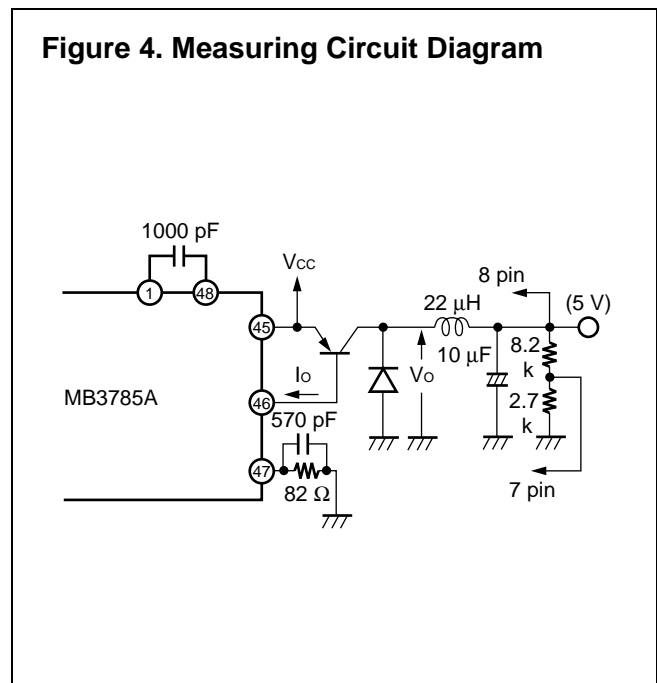 Figure 4. Measuring Circuit Diagram
1000 pF
1
48
VCC
8 pin
(5 V)
45
22 μH
10 μF
8.2
k
MB3785A
IO
VO
46
2.7
k
570 pF
47
82 Ω
7 pin